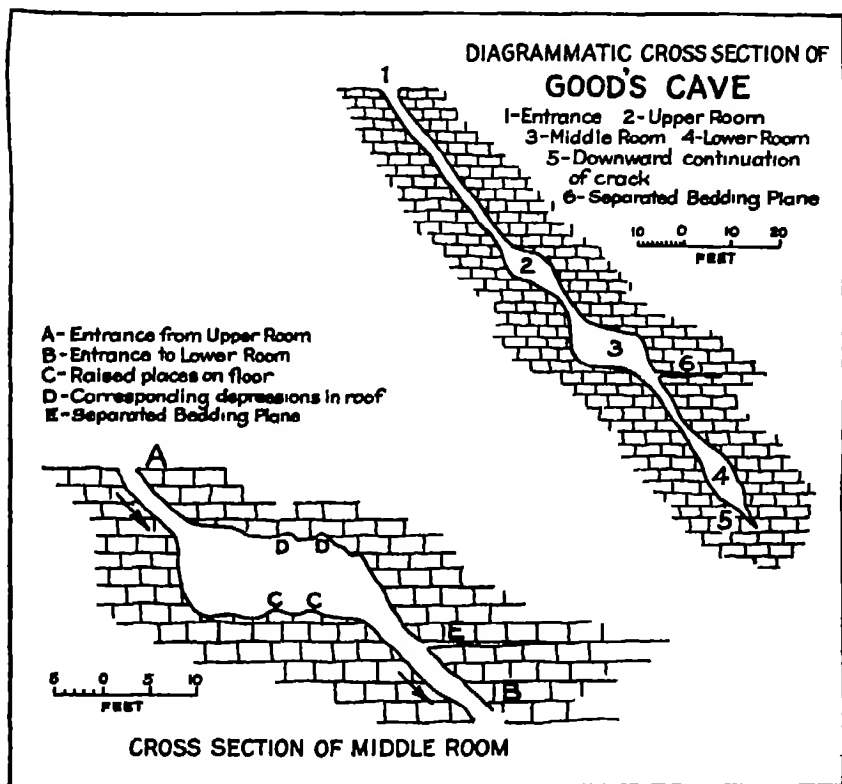 DIAGRAMMATIC CROSS SECTION OF
GOOD'S CAVE
1-Entrance 2-Upper Room
3-Middle Room 4-Lower Room
5-Downward continuation
of crack
6-Separated Bedding Plane
10 0 10 20
FEET
1
2
3
6
4
5
A-Entrance from Upper Room
B-Entrance to Lower Room
C-Raised places on floor
D-Corresponding depressions in roof
E-Separated Bedding Plane
A
D D
C C
E
B
5 0 5 10
FEET
CROSS SECTION OF MIDDLE ROOM